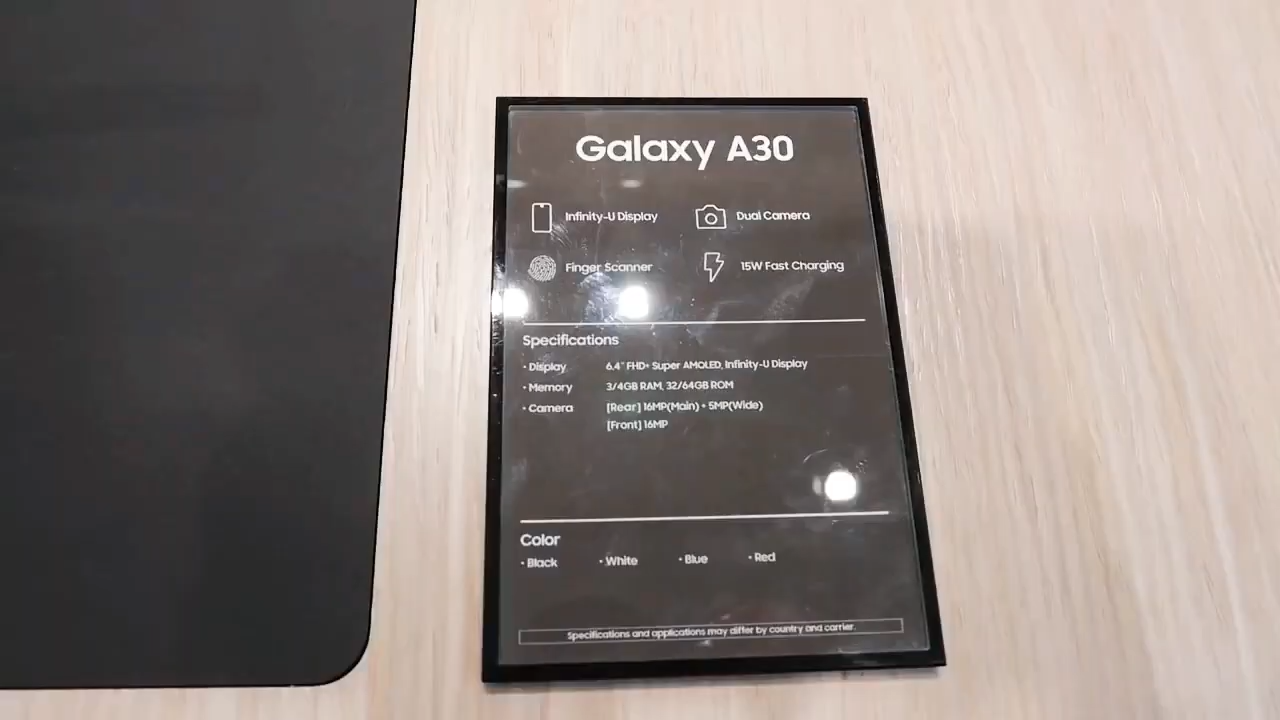 Galaxy A30
Infinity-U Display
Dual Camera
Finger Scanner
15W Fast Charging
Specifications
• Display 6.4" FHD+ Super AMOLED, Infinity-U Display
• Memory 3/4GB RAM, 32/64GB ROM
• Camera [Rear] 16MP(Main) + 5MP(Wide)
[Front] 16MP
Color
• Black • White • Blue • Red
Specifications and applications may differ by country and carrier.